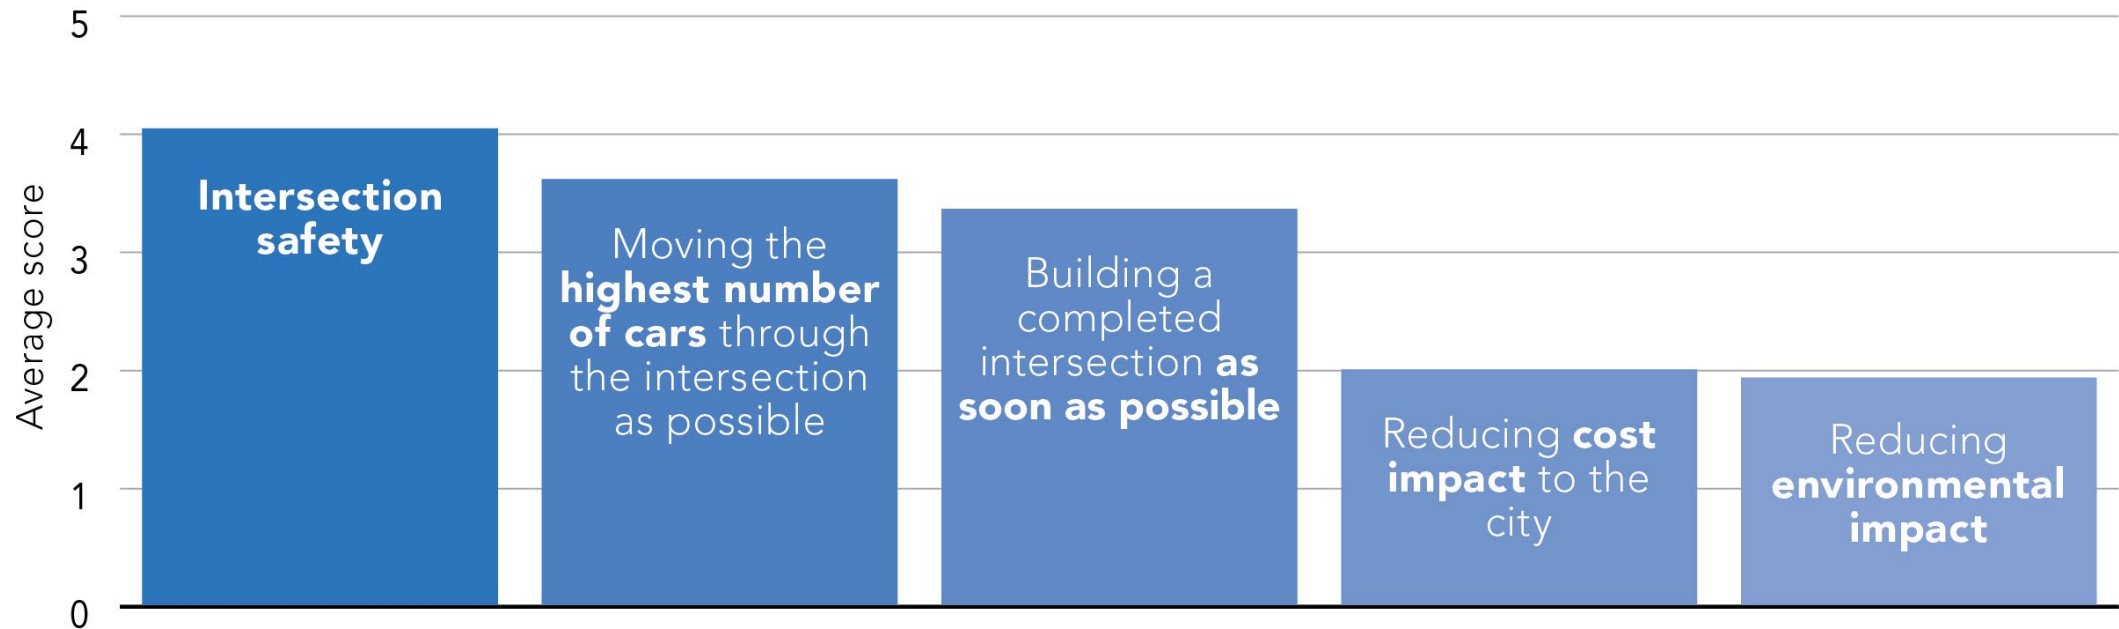 5
4
3
2
1
0
Average score
Intersection
safety
Moving the
highest number
of cars through
the intersection
as possible
Building a
completed
intersection as
soon as possible
Reducing cost
impact to the
city
Reducing
environmental
impact